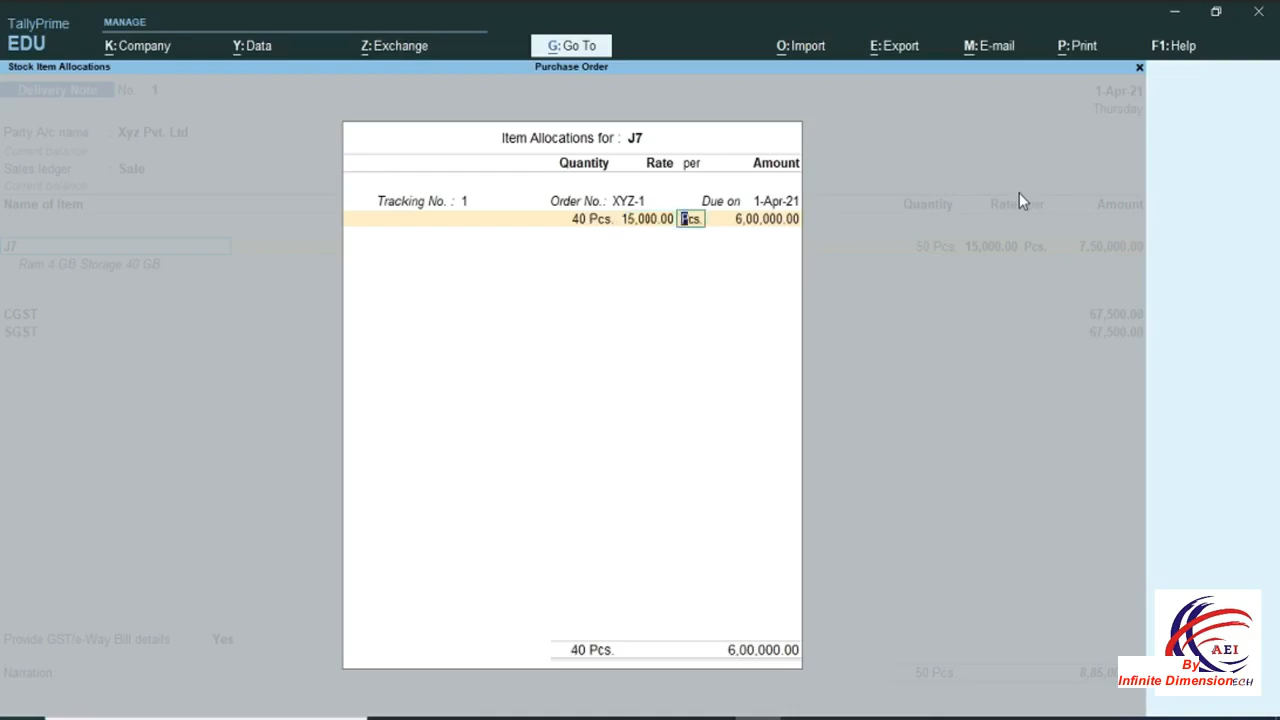 TallyPrime
EDU
MANAGE
K: Company
Y: Data
Z: Exchange
G: Go To
O: Import
E: Export
M: E-mail
P: Print
F1: Help
Stock Item Allocations
Purchase Order
Delivery Note No. 1
1-Apr-21
Thursday
Party A/c name : Xyz Pvt. Ltd
Current balance
Sales ledger : Sale
Current balance
Name of Item
Quantity Rate per Amount
J7
50 Pcs. 15,000.00 Pcs. 7,50,000.00
Ram 4 GB Storage 40 GB
CGST 67,500.00
SGST 67,500.00
Item Allocations for : J7
Quantity Rate per Amount
Tracking No. : 1 Order No.: XYZ-1 Due on 1-Apr-21
40 Pcs. 15,000.00 Pcs. 6,00,000.00
40 Pcs. 6,00,000.00
Provide GST/e-Way Bill details Yes
Narration:
50 Pcs.
AEI
By
Infinite Dimension